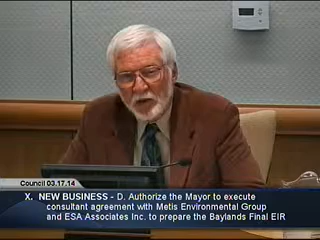 Council 03.17.14
X. NEW BUSINESS - D. Authorize the Mayor to execute
consultant agreement with Metis Environmental Group
and ESA Associates Inc. to prepare the Baylands Final EIR